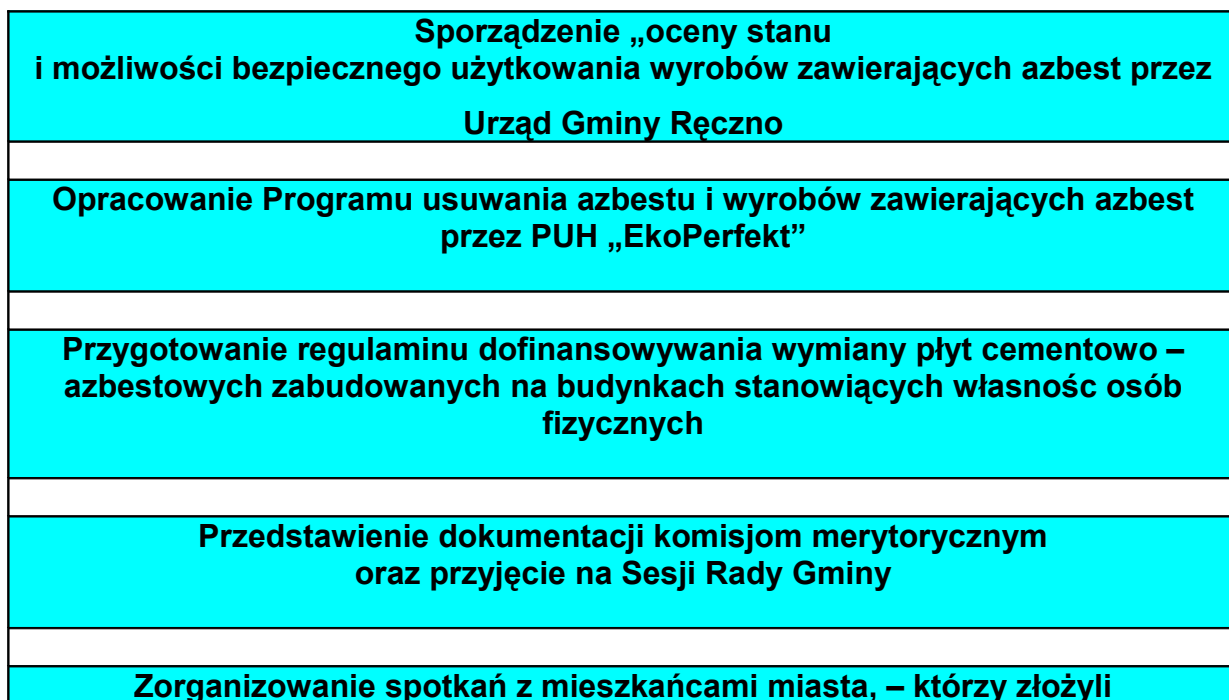 Sporządzenie „oceny stanu
i możliwości bezpiecznego użytkowania wyrobów zawierających azbest przez
Urząd Gminy Ręczno
Opracowanie Programu usuwania azbestu i wyrobów zawierających azbest
przez PUH „EkoPerfekt”
Przygotowanie regulaminu dofinansowywania wymiany płyt cementowo –
azbestowych zabudowanych na budynkach stanowiących własnośc osób
fizycznych
Przedstawienie dokumentacji komisjom merytorycznym
oraz przyjęcie na Sesji Rady Gminy
Zorganizowanie spotkań z mieszkańcami miasta, – którzy złożyli